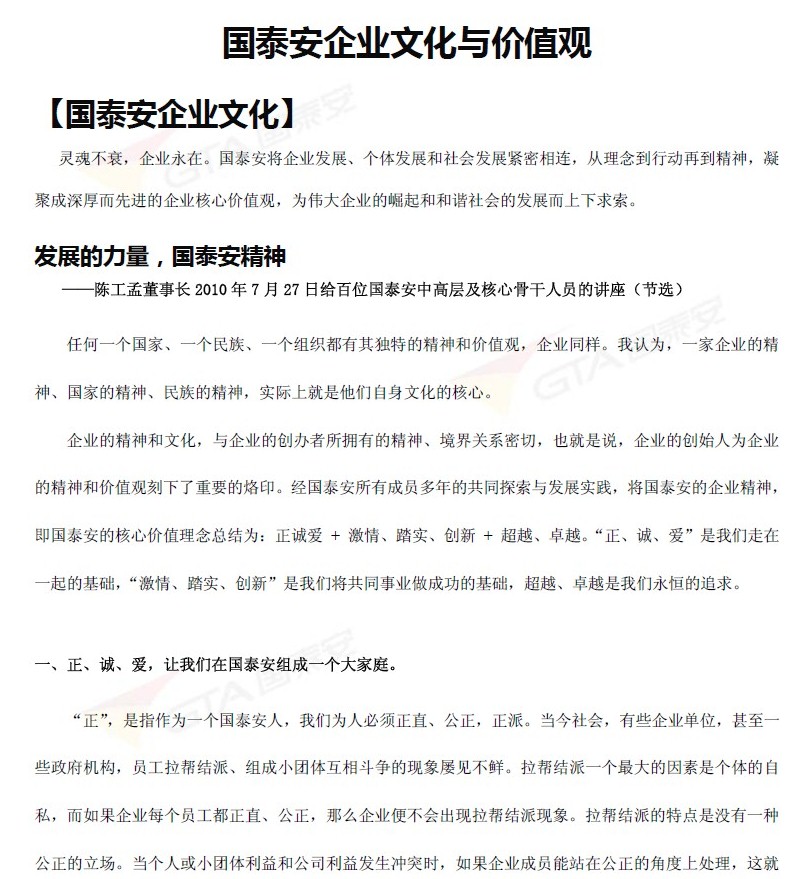 国泰安企业文化与价值观
【国泰安企业文化】
灵魂不衰，企业永在。国泰安将企业发展、个体发展和社会发展紧密相连，从理念到行动再到精神，凝
聚成深厚而先进的企业核心价值观，为伟大企业的崛起和和谐社会的发展而上下求索。
发展的力量，国泰安精神
——陈工孟董事长 2010 年 7 月 27 日给百位国泰安中高层及核心骨干人员的讲座（节选）
任何一个国家、一个民族、一个组织都有其独特的精神和价值观，企业同样。我认为，一家企业的精
神、国家的精神、民族的精神，实际上就是他们自身文化的核心。
企业的精神和文化，与企业的创办者所拥有的精神、境界关系密切，也就是说，企业的创始人为企业
的精神和价值观刻下了重要的烙印。经国泰安所有成员多年的共同探索与发展实践，将国泰安的企业精神，
即国泰安的核心价值理念总结为：正诚爱 + 激情、踏实、创新 + 超越、卓越。“正、诚、爱”是我们走在
一起的基础，“激情、踏实、创新”是我们将共同事业做成功的基础，超越、卓越是我们永恒的追求。
一、正、诚、爱，让我们在国泰安组成一个大家庭。
“正”，是指作为一个国泰安人，我们为人必须正直、公正，正派。当今社会，有些企业单位，甚至一
些政府机构，员工拉帮结派、组成小团体互相斗争的现象屡见不鲜。拉帮结派一个最大的因素是个体的自
私，而如果企业每个员工都正直、公正，那么企业便不会出现拉帮结派现象。拉帮结派的特点是没有一种
公正的立场。当个人或小团体利益和公司利益发生冲突时，如果企业成员能站在公正的角度上处理，这就
GTA国泰安
GTA国泰安
GTA国泰安